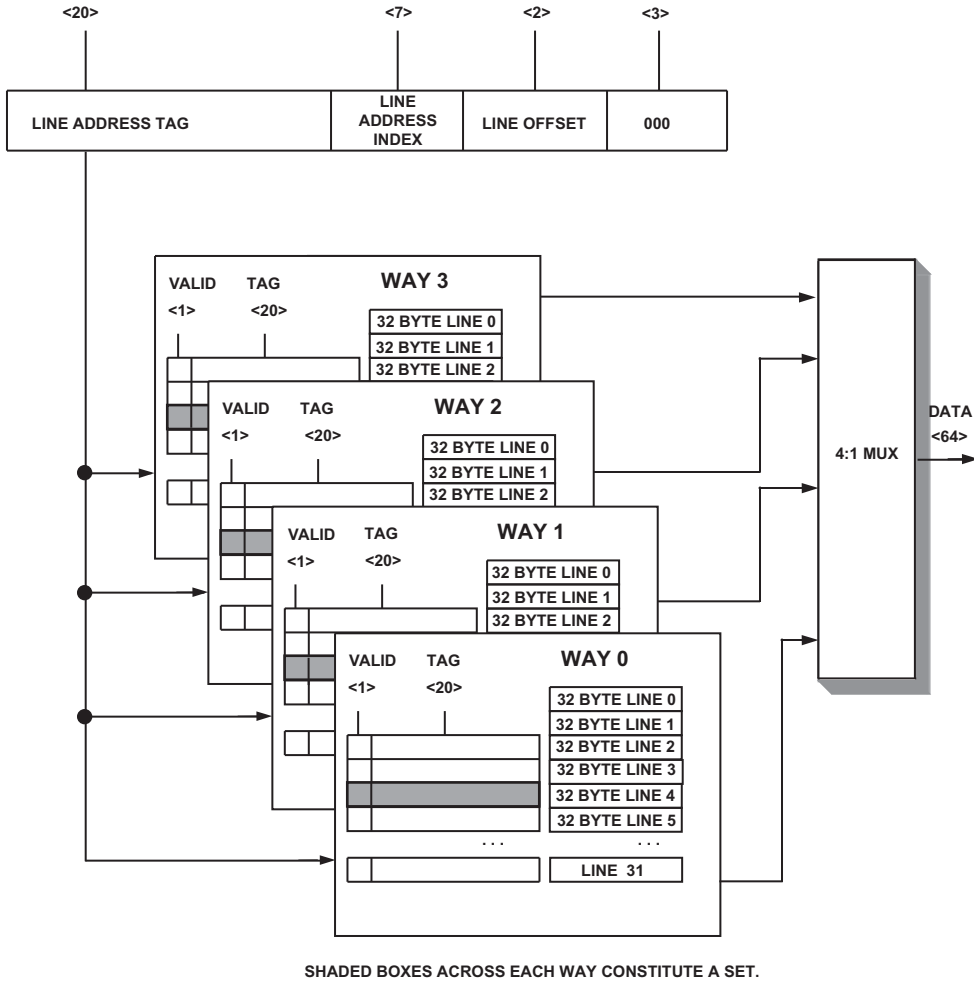 <20> <7> <2> <3>
LINE ADDRESS TAG
LINE
ADDRESS
INDEX
LINE OFFSET
000
VALID TAG WAY 3
<1> <20>
32 BYTE LINE 0
32 BYTE LINE 1
32 BYTE LINE 2
VALID TAG WAY 2
<1> <20>
32 BYTE LINE 0
32 BYTE LINE 1
32 BYTE LINE 2
VALID TAG WAY 1
<1> <20>
32 BYTE LINE 0
32 BYTE LINE 1
32 BYTE LINE 2
VALID TAG WAY 0
<1> <20>
32 BYTE LINE 0
32 BYTE LINE 1
32 BYTE LINE 2
32 BYTE LINE 3
32 BYTE LINE 4
32 BYTE LINE 5
. . . . . .
LINE 31
4:1 MUX
DATA
<64>
SHADED BOXES ACROSS EACH WAY CONSTITUTE A SET.